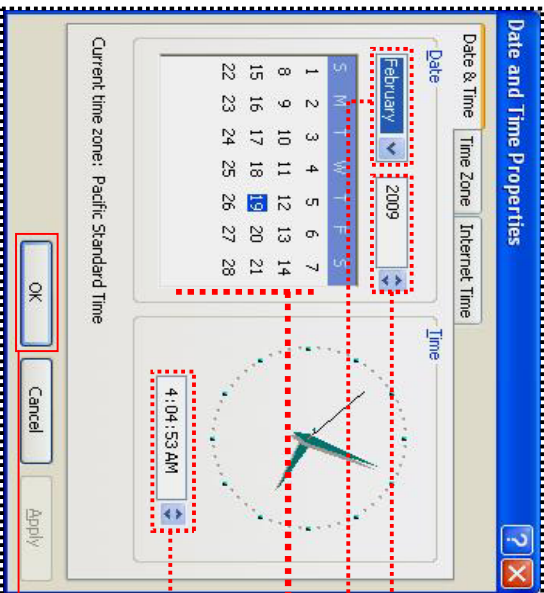 Date and Time Properties
?
Date & Time Time Zone Internet Time
Date
February 2009
S M T W T F S
1 2 3 4 5 6 7
8 9 10 11 12 13 14
15 16 17 18 19 20 21
22 23 24 25 26 27 28
Time
4:04:53 AM
Current time zone: Pacific Standard Time
OK Cancel Apply